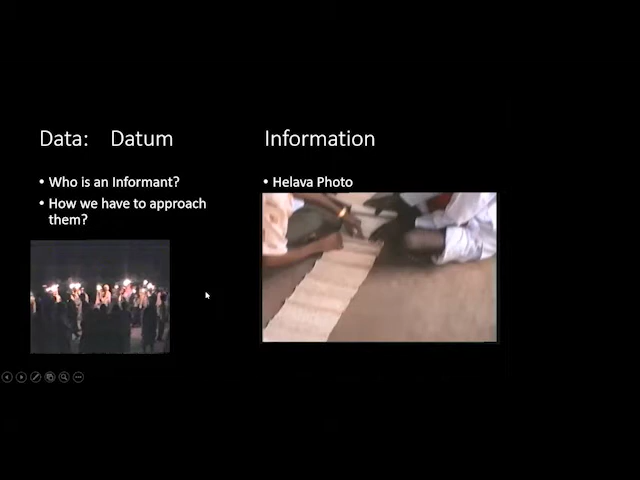 Data: Datum
Information
• Who is an Informant?
• How we have to approach
them?
• Helava Photo